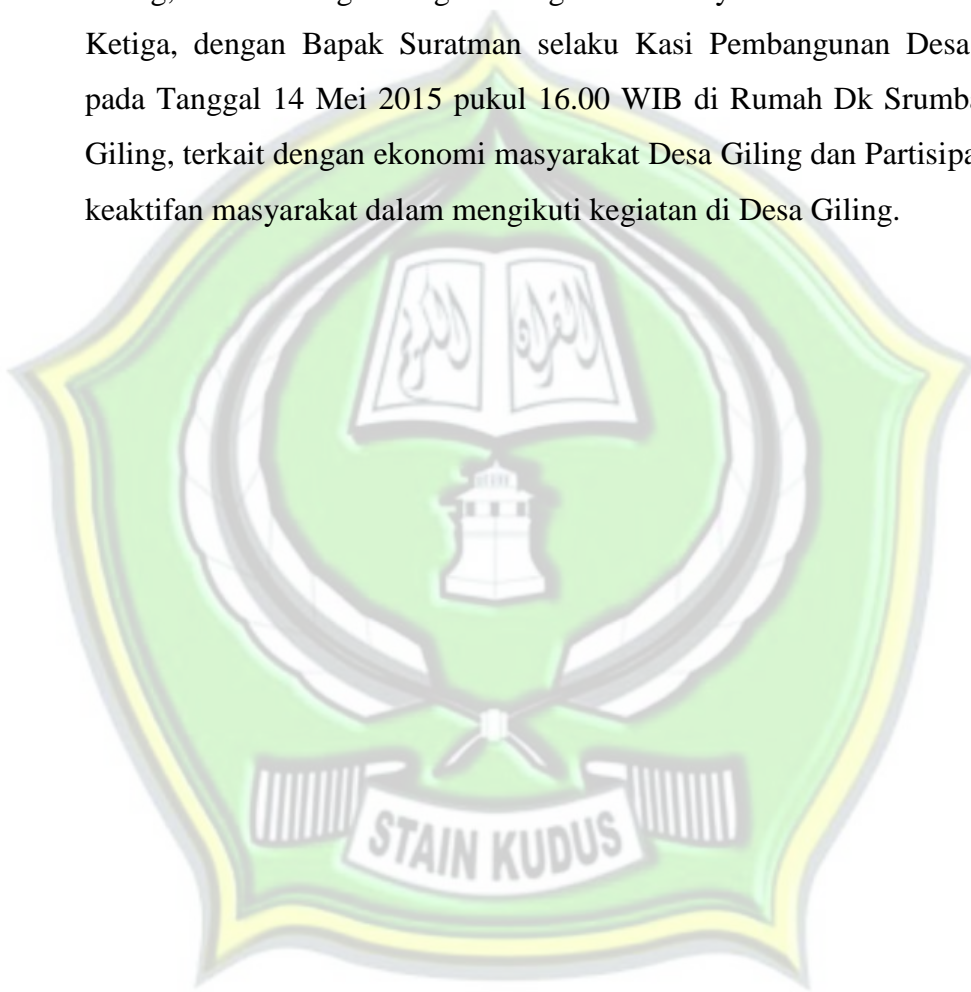 Ketiga, dengan Bapak Suratman selaku Kasi Pembangunan Desa
pada Tanggal 14 Mei 2015 pukul 16.00 WIB di Rumah Dk
Giling, terkait dengan ekonomi masyarakat Desa Giling dan
keaktifan masyarakat dalam mengikuti kegiatan di Desa Giling.
القرآن
الكريم
STAIN KUDUS